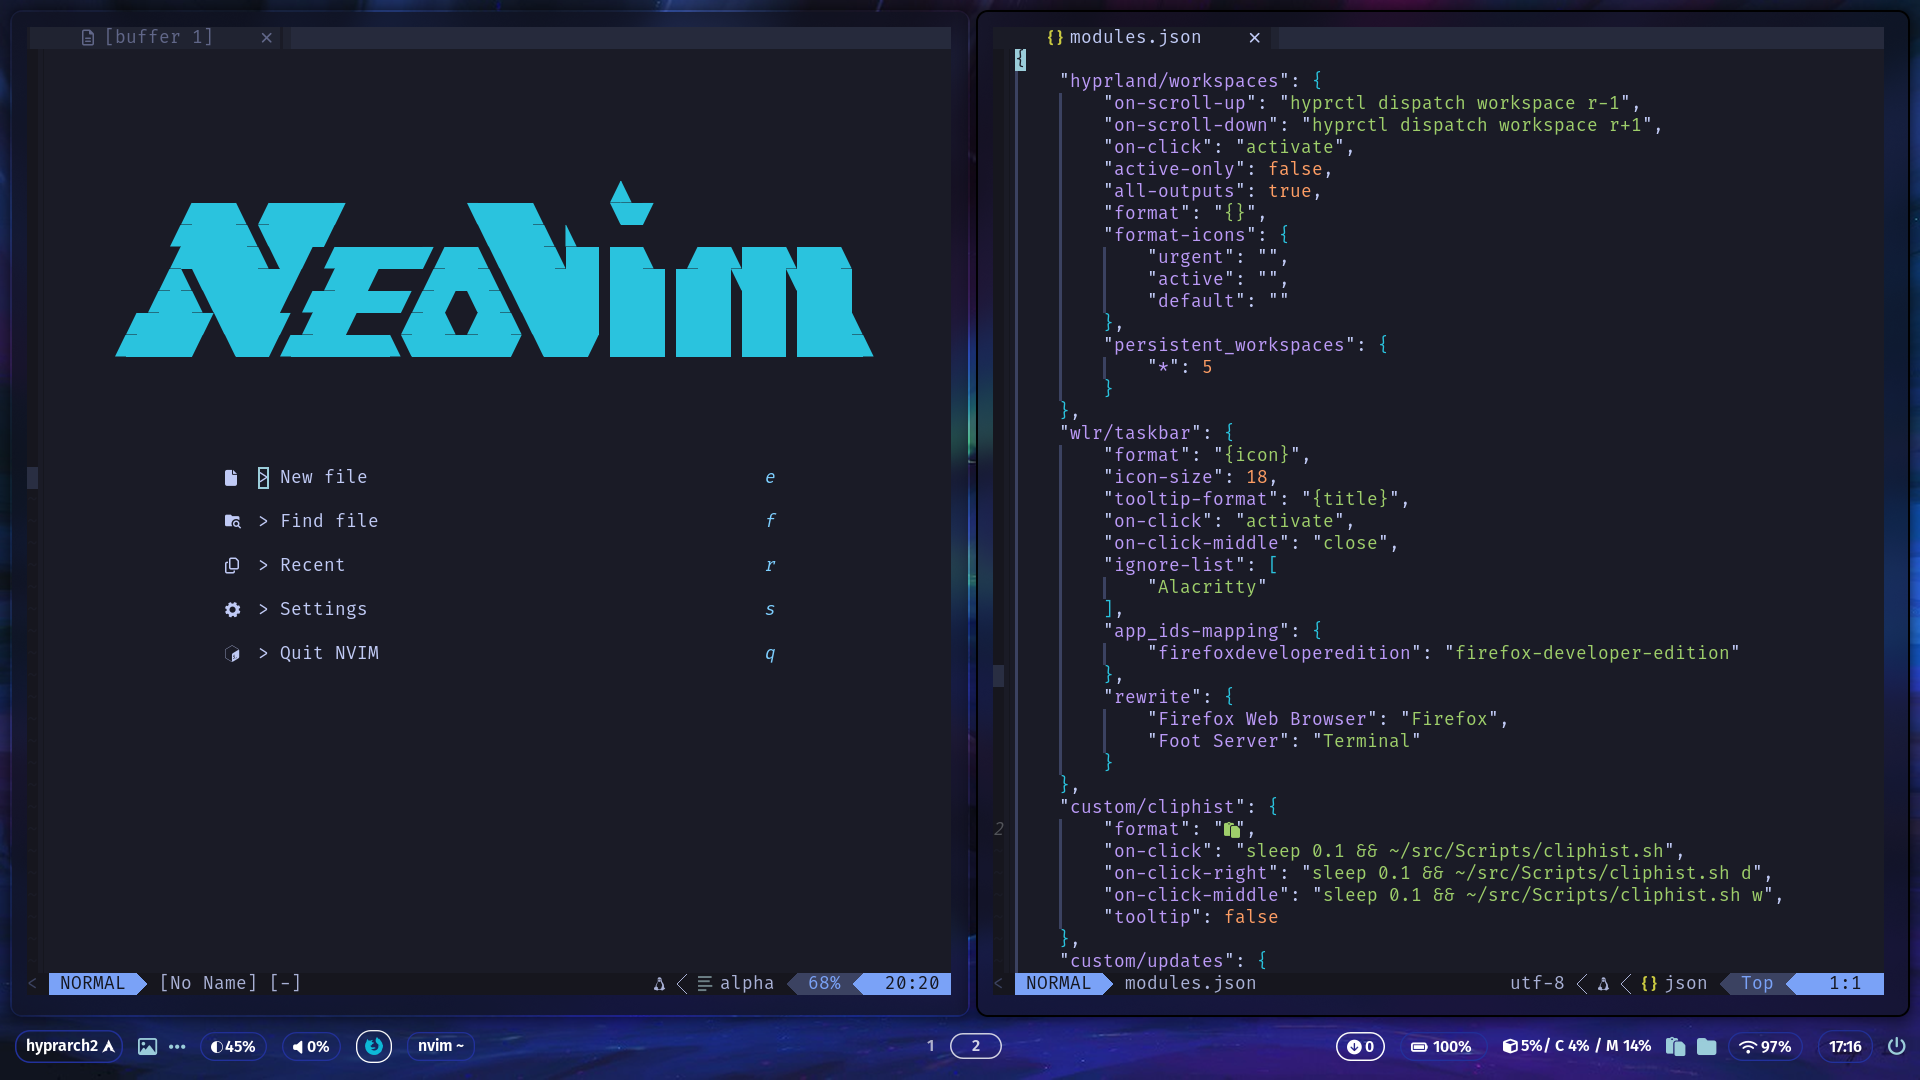 [buffer 1] ×
NeoVim
> New file e
> Find file f
> Recent r
> Settings s
> Quit NVIM q
< NORMAL [No Name] [-] alpha 68% 20:20
{} modules.json ×
{
"hyprland/workspaces": {
"on-scroll-up": "hyprctl dispatch workspace r-1",
"on-scroll-down": "hyprctl dispatch workspace r+1",
"on-click": "activate",
"active-only": false,
"all-outputs": true,
"format": "{}",
"format-icons": {
"urgent": "",
"active": "",
"default": ""
},
"persistent_workspaces": {
"*": 5
}
},
"wlr/taskbar": {
"format": "{icon}",
"icon-size": 18,
"tooltip-format": "{title}",
"on-click": "activate",
"on-click-middle": "close",
"ignore-list": [
"Alacritty"
],
"app_ids-mapping": {
"firefoxdeveloperedition": "firefox-developer-edition"
},
"rewrite": {
"Firefox Web Browser": "Firefox",
"Foot Server": "Terminal"
}
},
"custom/cliphist": {
2 "format": "",
"on-click": "sleep 0.1 && ~/src/Scripts/cliphist.sh",
"on-click-right": "sleep 0.1 && ~/src/Scripts/cliphist.sh d",
"on-click-middle": "sleep 0.1 && ~/src/Scripts/cliphist.sh w",
"tooltip": false
},
"custom/updates": {
< NORMAL modules.json utf-8 {} json Top 1:1
hyprarch2 45% 0% nvim ~ 1 2 0 100% 5%/ C 4% / M 14% 97% 17:16